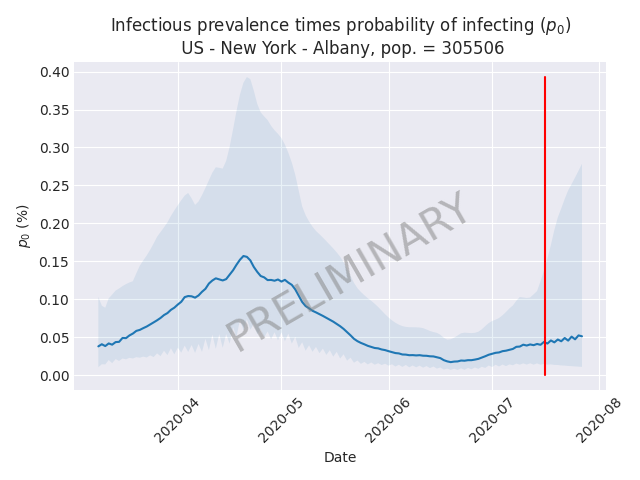 Infectious prevalence times probability of infecting (p₀)
US - New York - Albany, pop. = 305506
0.40
0.35
0.30
0.25
0.20
0.15
0.10
0.05
0.00
p₀ (%)
PRELIMINARY
2020-04
2020-05
2020-06
2020-07
2020-08
Date